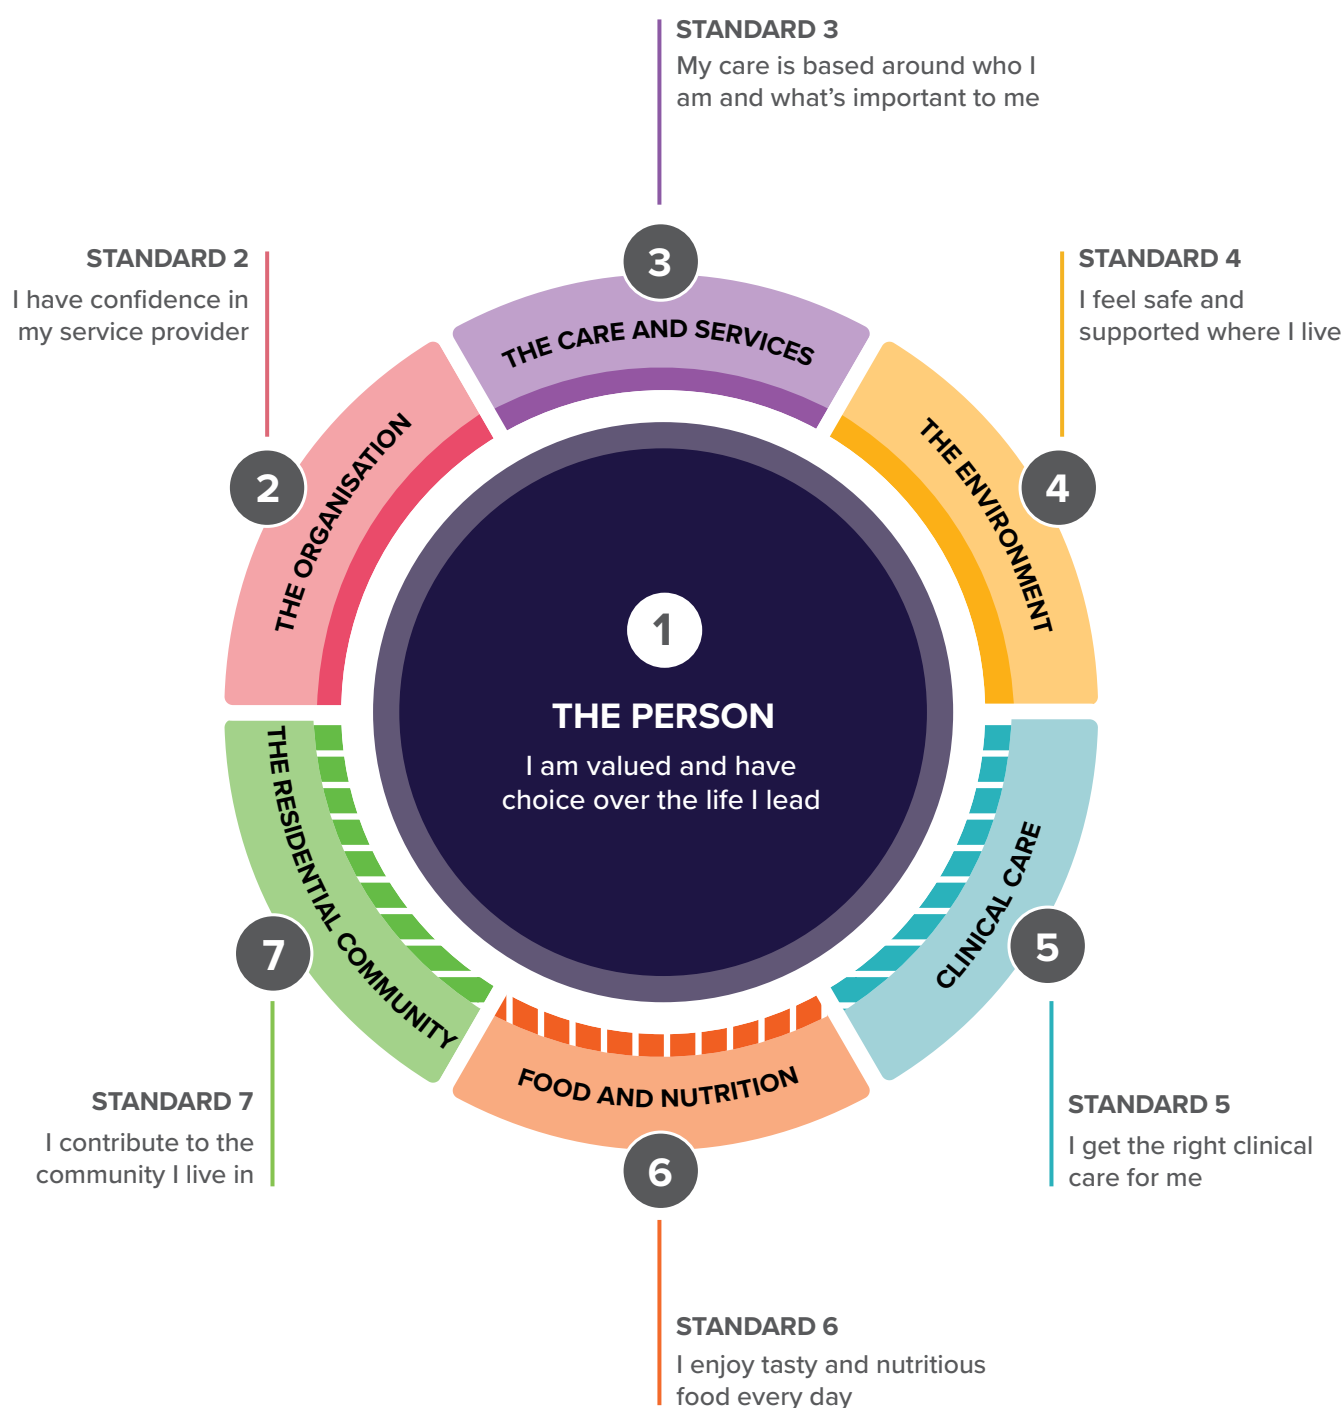 STANDARD 3
My care is based around who I
am and what’s important to me
STANDARD 2
I have confidence in
my service provider
STANDARD 4
I feel safe and
supported where I live
3
THE CARE AND SERVICES
2
THE ORGANISATION
4
THE ENVIRONMENT
1
THE PERSON
I am valued and have
choice over the life I lead
7
THE RESIDENTIAL COMMUNITY
5
CLINICAL CARE
FOOD AND NUTRITION
6
STANDARD 7
I contribute to the
community I live in
STANDARD 5
I get the right clinical
care for me
STANDARD 6
I enjoy tasty and nutritious
food every day